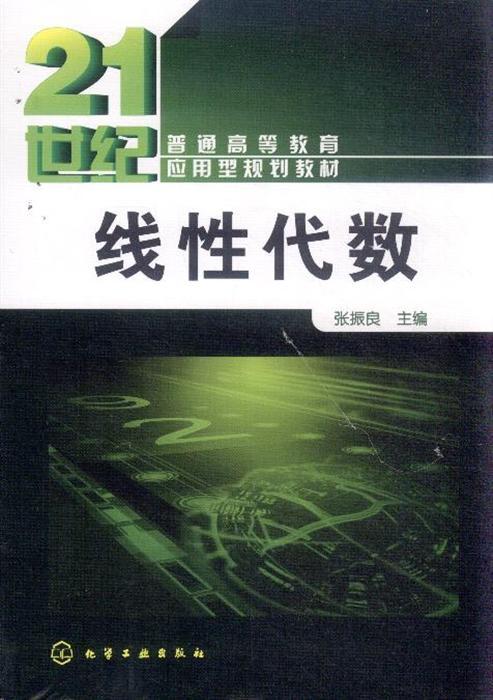 21
世纪
普通高等教育
应用型规划教材
线性代数
张振良 主编
化学工业出版社